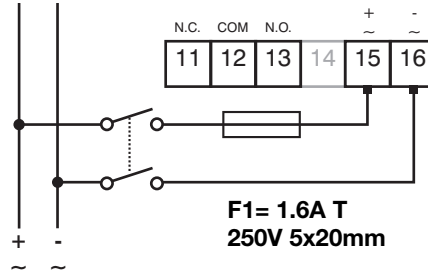 + -
N.C. COM N.O. ~ ~
11 12 13 14 15 16
F1= 1.6A T
250V 5x20mm
+ -
~ ~